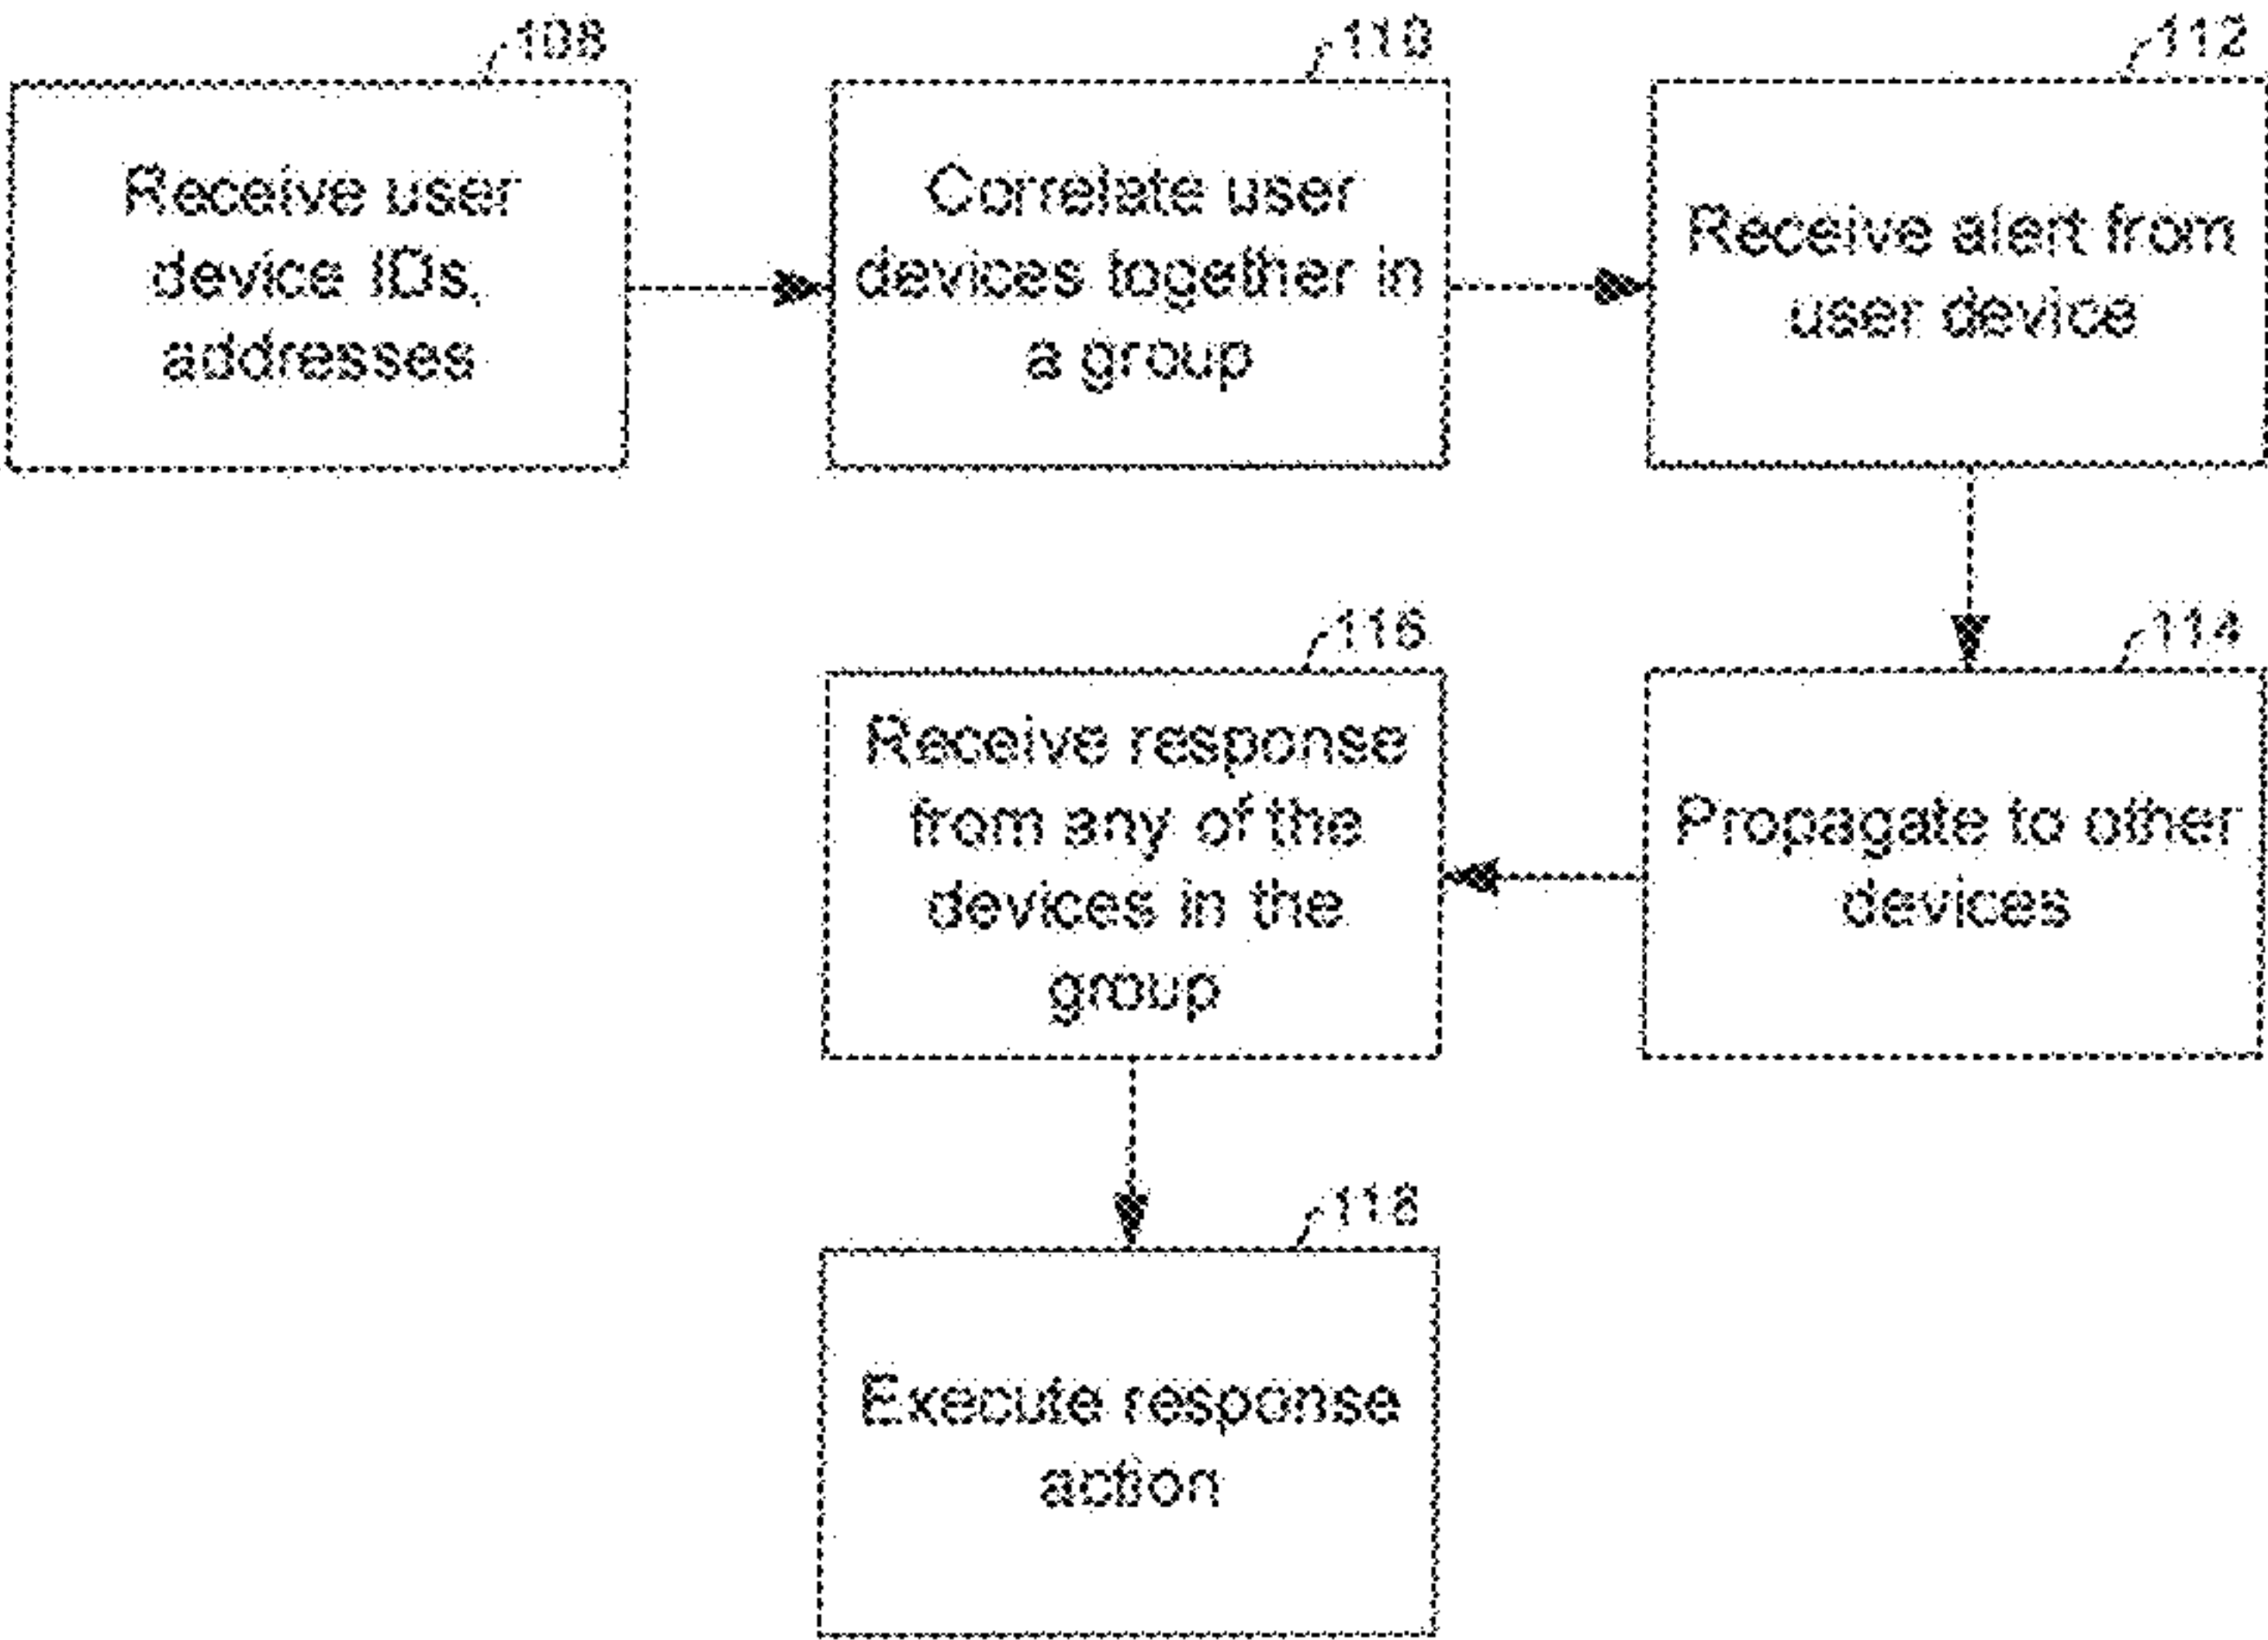 108
Receive user
device IDs,
addresses
110
Correlate user
devices together in
a group
112
Receive alert from
user device
114
Propagate to other
devices
116
Receive response
from any of the
devices in the
group
118
Execute response
action